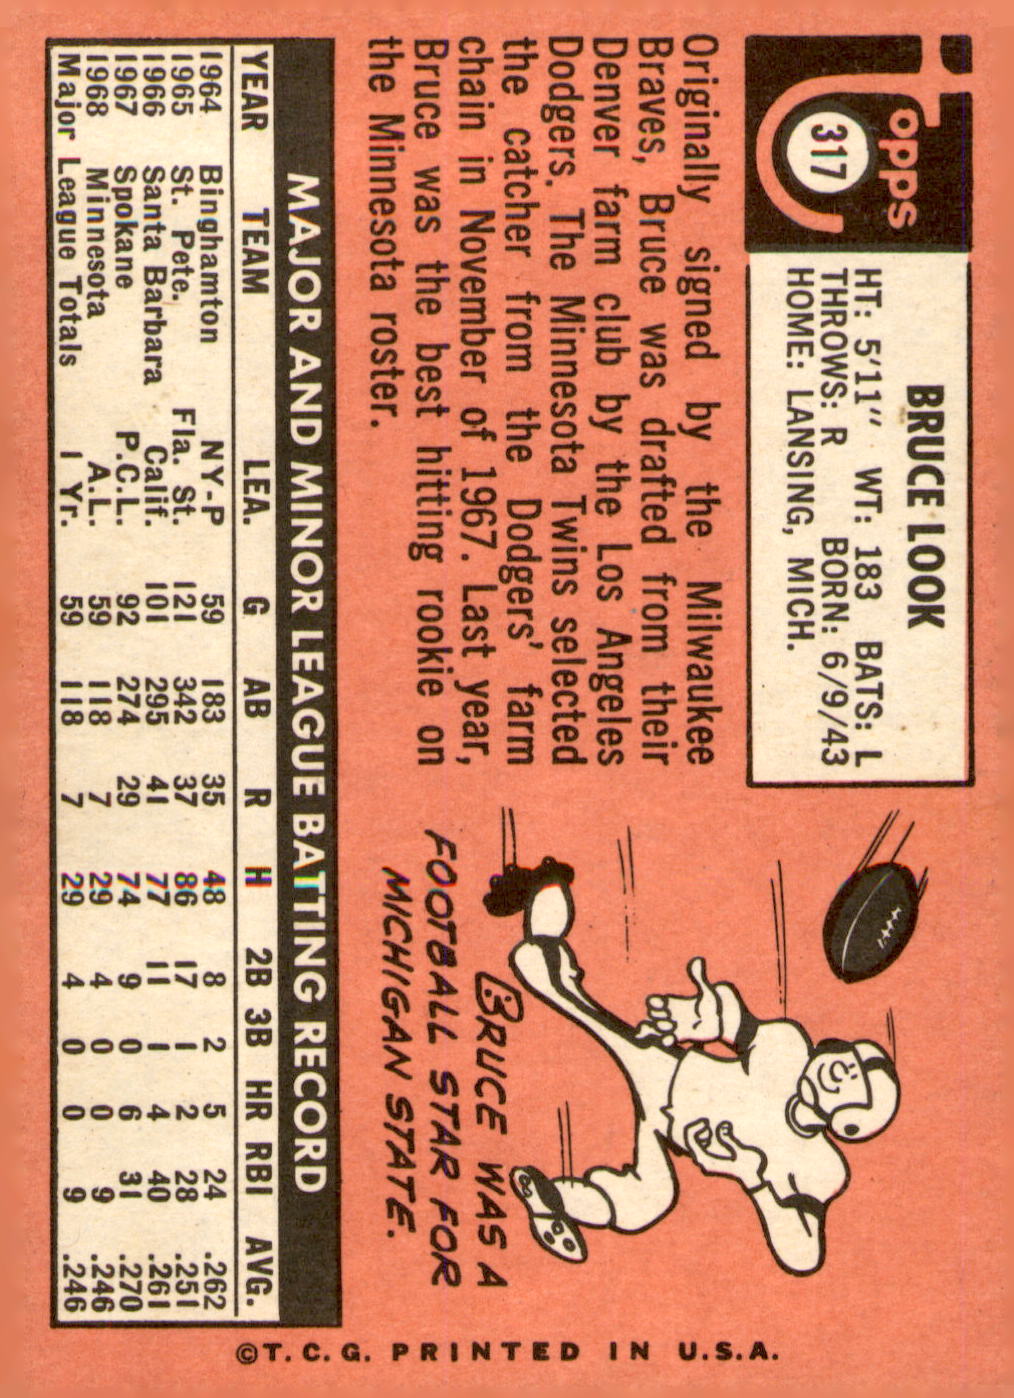 Topps
317
BRUCE LOOK
HT: 5'11" WT: 183 BATS: L
THROWS: R BORN: 6/9/43
HOME: LANSING, MICH.
Originally signed by the Milwaukee
Braves, Bruce was drafted from their
Denver farm club by the Los Angeles
Dodgers. The Minnesota Twins selected
the catcher from the Dodgers' farm
chain in November of 1967. Last year,
Bruce was the best hitting rookie on
the Minnesota roster.
BRUCE WAS A
FOOTBALL STAR FOR
MICHIGAN STATE.
MAJOR AND MINOR LEAGUE BATTING RECORD
YEAR TEAM LEA. G AB R H 2B 3B HR RBI AVG.
1964 Binghamton NY-P 59 183 35 48 8 2 5 24 .262
1965 St. Pete. Fla. St. 121 342 37 86 17 1 2 28 .251
1966 Santa Barbara Calif. 101 295 41 77 11 1 4 40 .261
1967 Spokane P.C.L. 92 274 29 74 9 0 6 31 .270
1968 Minnesota A.L. 59 118 7 29 4 0 0 9 .246
Major League Totals 1 Yr. 59 118 7 29 4 0 0 9 .246
©T.C.G. PRINTED IN U.S.A.